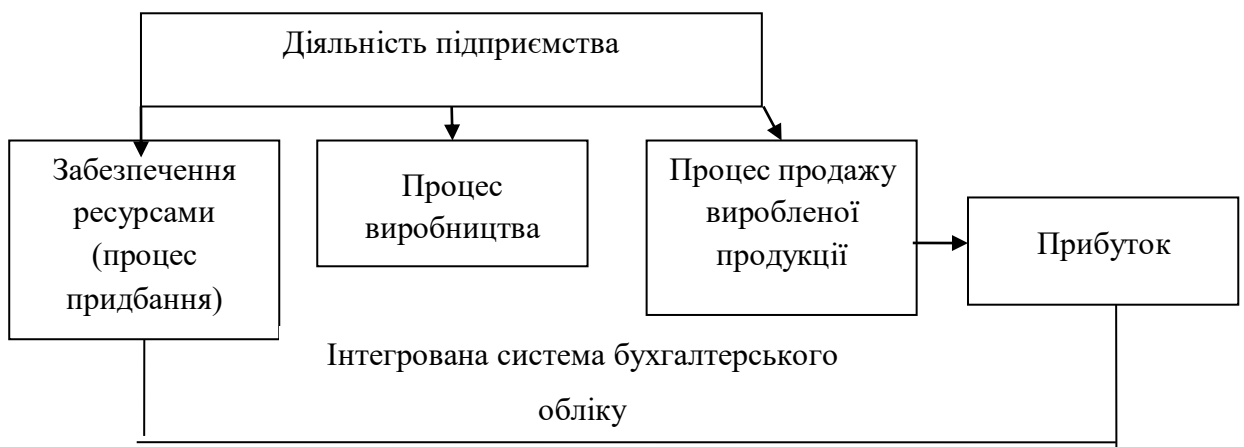 Діяльність підприємства
Забезпечення
ресурсами
(процес
придбання)
Процес
виробництва
Процес продажу
виробленої
продукції
Прибуток
Інтегрована система бухгалтерського
обліку